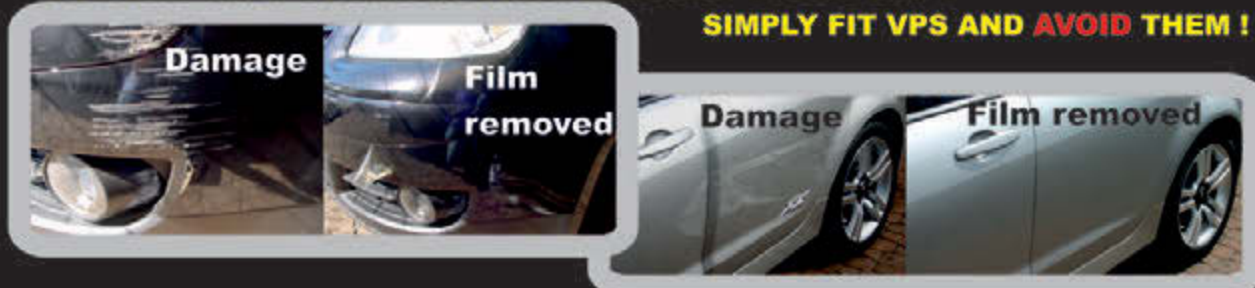 SIMPLY FIT VPS AND AVOID THEM !
Damage
Film
removed
Damage
Film removed